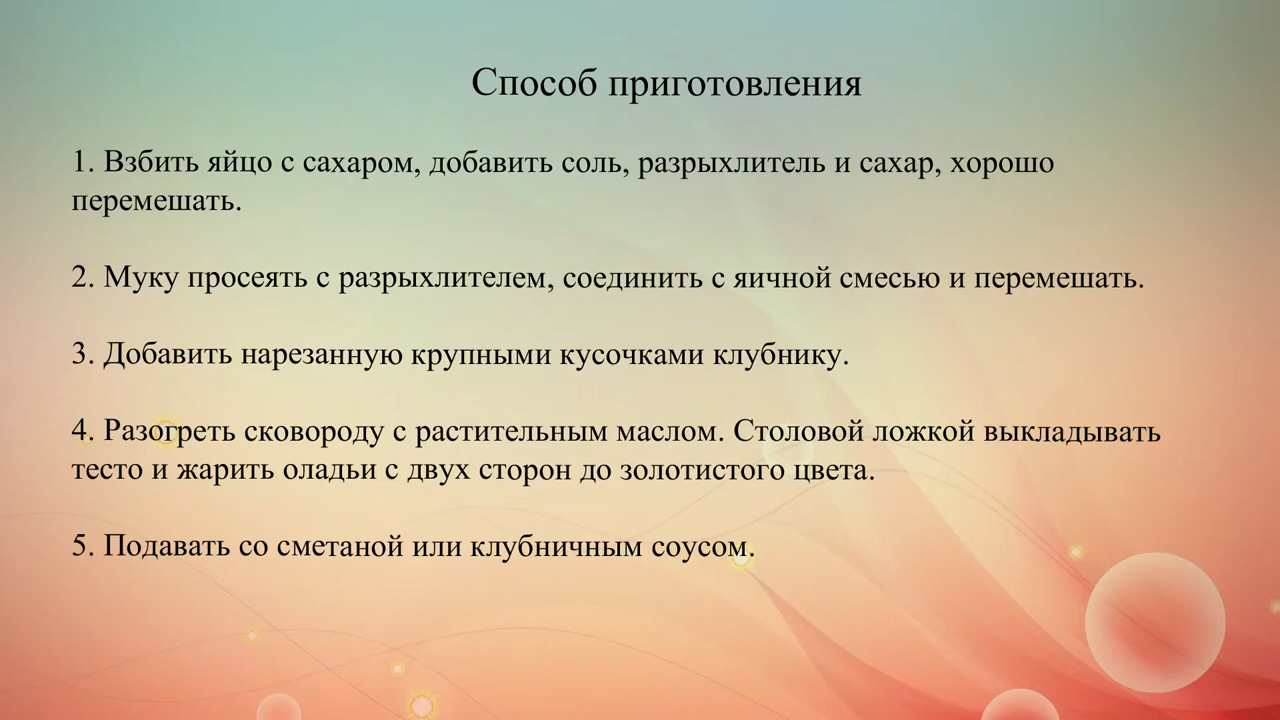 Способ приготовления
1. Взбить яйцо с сахаром, добавить соль, разрыхлитель и сахар, хорошо
перемешать.
2. Муку просеять с разрыхлителем, соединить с яичной смесью и перемешать.
3. Добавить нарезанную крупными кусочками клубнику.
4. Разогреть сковороду с растительным маслом. Столовой ложкой выкладывать
тесто и жарить оладьи с двух сторон до золотистого цвета.
5. Подавать со сметаной или клубничным соусом.